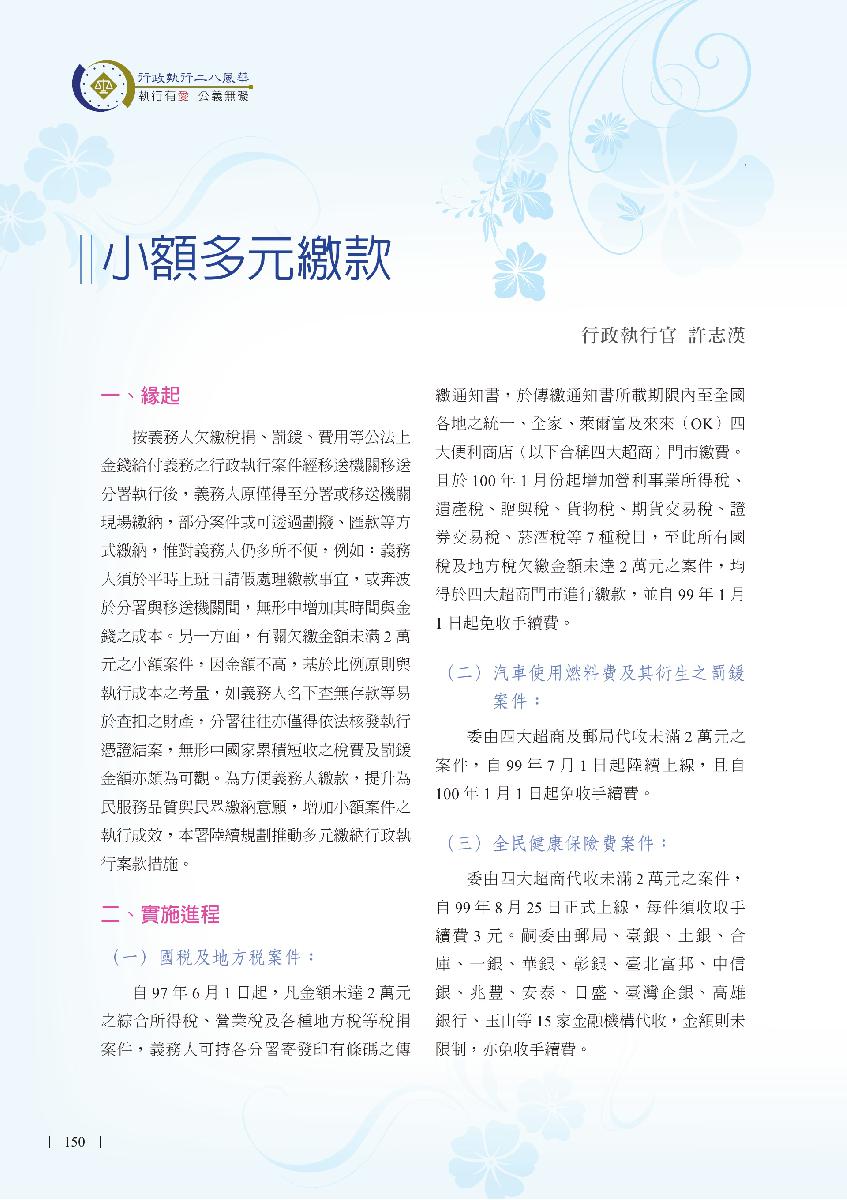 行政執行二八風華
執行有愛 公義無礙
小額多元繳款
行政執行官 許志漢
一、緣起
按義務人欠繳稅捐、罰鍰、費用等公法上
金錢給付義務之行政執行案件經移送機關移送
分署執行後，義務人原僅得至分署或移送機關
現場繳納，部分案件或可透過劃撥、匯款等方
式繳納，惟對義務人仍多所不便，例如：義務
人須於平時上班日請假處理繳款事宜，或奔波
於分署與移送機關間，無形中增加其時間與金
錢之成本。另一方面，有關欠繳金額未滿 2 萬
元之小額案件，因金額不高，基於比例原則與
執行成本之考量，如義務人名下查無存款等易
於查扣之財產，分署往往亦僅得依法核發執行
憑證結案，無形中國家累積短收之稅費及罰鍰
金額亦頗為可觀。為方便義務人繳款，提升為
民服務品質與民眾繳納意願，增加小額案件之
執行成效，本署陸續規劃推動多元繳納行政執
行案款措施。
二、實施進程
（一）國稅及地方稅案件：
自 97 年 6 月 1 日起，凡金額未達 2 萬元
之綜合所得稅、營業稅及各種地方稅等稅捐
案件，義務人可持各分署寄發印有條碼之傳
繳通知書，於傳繳通知書所載期限內至全國
各地之統一、全家、萊爾富及來來（OK）四
大便利商店（以下合稱四大超商）門市繳費。
且於 100 年 1 月份起增加營利事業所得稅、
遺產稅、贈與稅、貨物稅、期貨交易稅、證
券交易稅、菸酒稅等 7 種稅目，至此所有國
稅及地方稅欠繳金額未達 2 萬元之案件，均
得於四大超商門市進行繳款，並自 99 年 1 月
1 日起免收手續費。
（二）汽車使用燃料費及其衍生之罰鍰
案件：
委由四大超商及郵局代收未滿 2 萬元之
案件，自 99 年 7 月 1 日起陸續上線，且自
100 年 1 月 1 日起免收手續費。
（三）全民健康保險費案件：
委由四大超商代收未滿 2 萬元之案件，
自 99 年 8 月 25 日正式上線，每件須收取手
續費 3 元。嗣委由郵局、臺銀、土銀、合
庫、一銀、華銀、彰銀、臺北富邦、中信
銀、兆豐、安泰、日盛、臺灣企銀、高雄
銀行、玉山等 15 家金融機構代收，金額則未
限制，亦免收手續費。
150